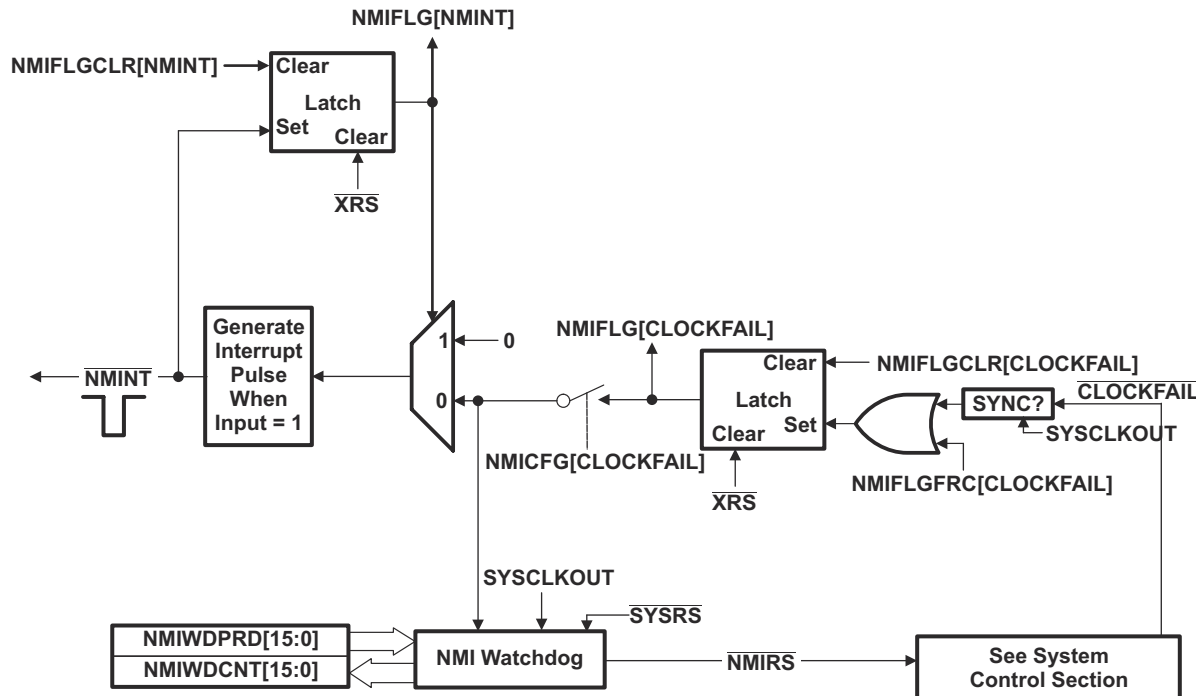 NMIFLG[NMINT]
NMIFLGCLR[NMINT]
Clear
Latch
Set
Clear
XRS
Generate
Interrupt
Pulse
When
Input = 1
NMINT
1
0
0
NMIFLG[CLOCKFAIL]
NMICFG[CLOCKFAIL]
Clear
Latch
Clear
Set
XRS
NMIFLGCLR[CLOCKFAIL]
CLOCKFAIL
SYNC?
SYSCLKOUT
NMIFLGFRC[CLOCKFAIL]
SYSCLKOUT
SYSRS
NMIWDPRD[15:0]
NMIWDCNT[15:0]
NMI Watchdog
NMIRS
See System
Control Section